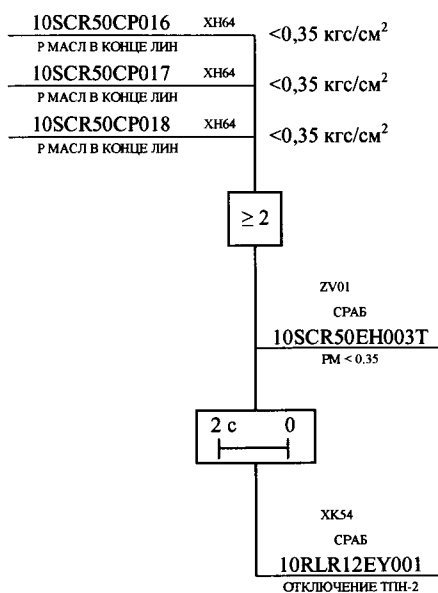 10SCR50CP016 XH64 <0,35 кгс/см²
Р МАСЛ В КОНЦЕ ЛИН
10SCR50CP017 XH64 <0,35 кгс/см²
Р МАСЛ В КОНЦЕ ЛИН
10SCR50CP018 XH64 <0,35 кгс/см²
Р МАСЛ В КОНЦЕ ЛИН
≥ 2
ZV01
СРАБ
10SCR50EH003T
РМ < 0.35
2 с 0
XK54
СРАБ
10RLR12EY001
ОТКЛЮЧЕНИЕ ТПН-2